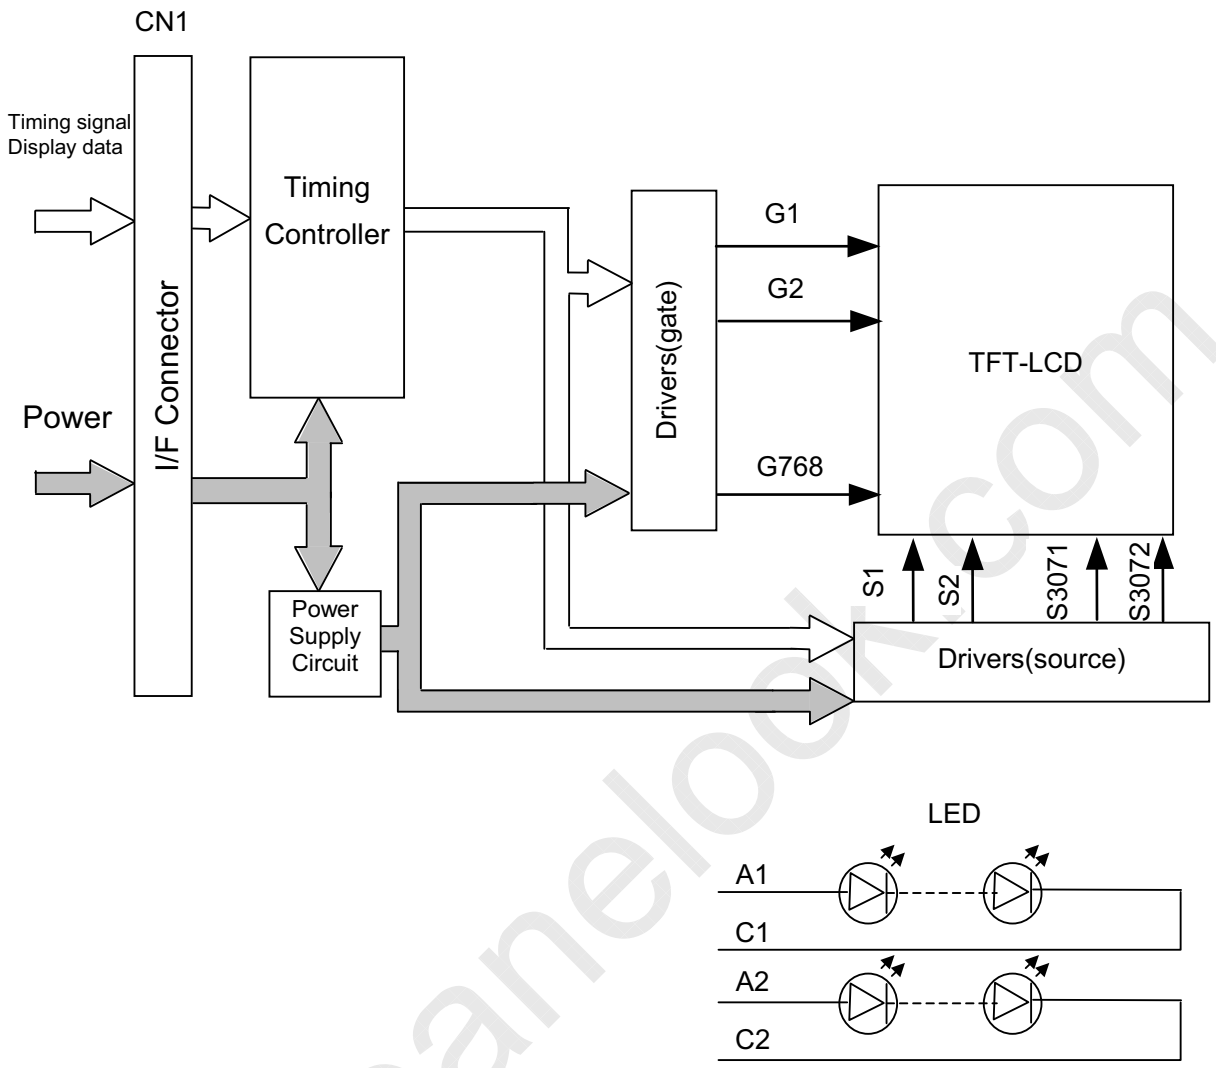 CN1
Timing signal
Display data
Timing
Controller
I/F Connector
Power
Drivers(gate)
G1
G2
G768
TFT-LCD
S1
S2
S3071
S3072
Power
Supply
Circuit
Drivers(source)
LED
A1
C1
A2
C2